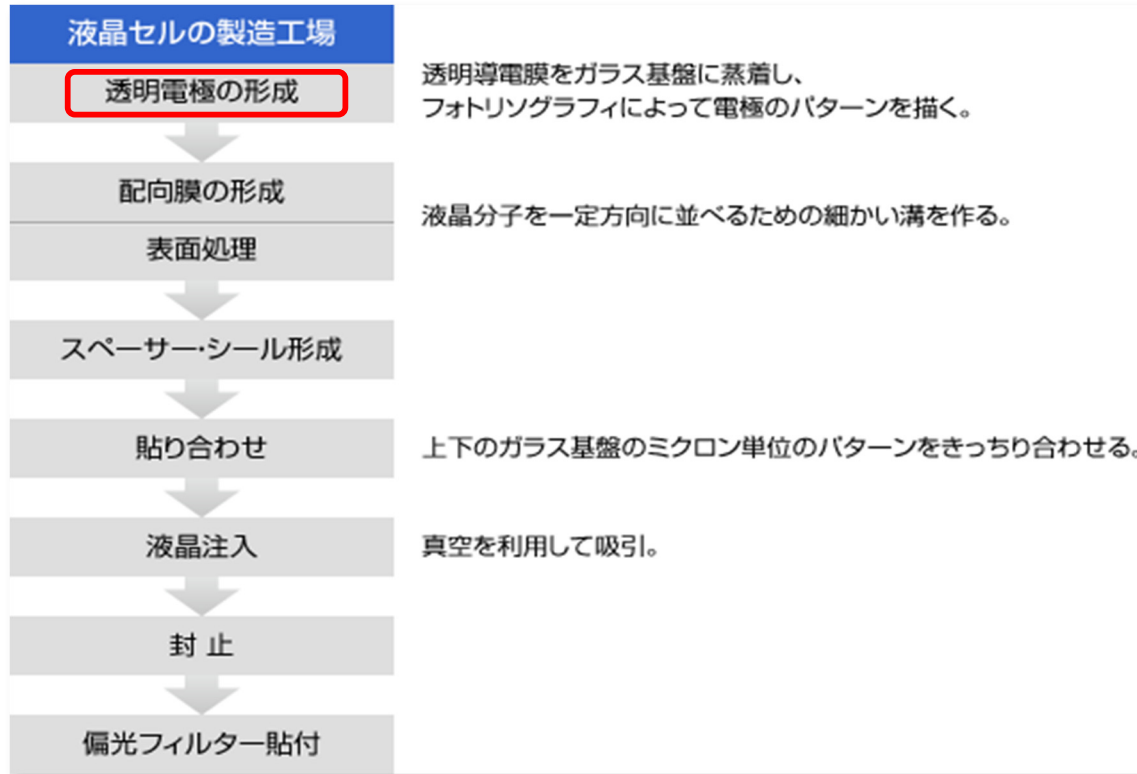 液晶セルの製造工場
透明電極の形成
透明導電膜をガラス基盤に蒸着し、
フォトリソグラフィによって電極のパターンを描く。
配向膜の形成
液晶分子を一定方向に並べるための細かい溝を作る。
表面処理
スペーサー・シール形成
貼り合わせ
上下のガラス基盤のミクロン単位のパターンをきっちり合わせる。
液晶注入
真空を利用して吸引。
封 止
偏光フィルター貼付